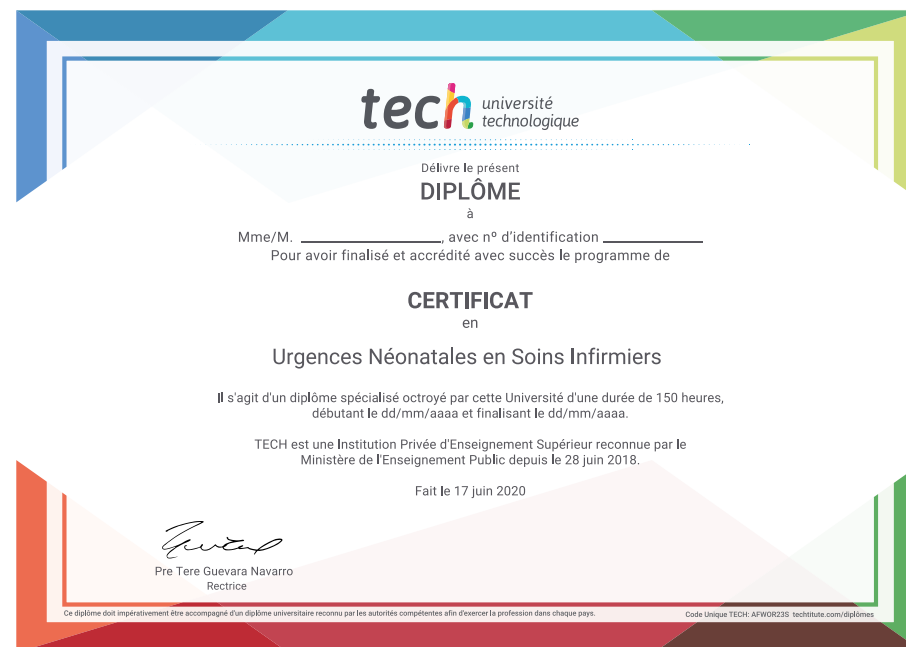 tech université
technologique
Délivre le présent
DIPLÔME
à
Mme/M. ____________________, avec nº d'identification ______________
Pour avoir finalisé et accrédité avec succès le programme de
CERTIFICAT
en
Urgences Néonatales en Soins Infirmiers
Il s'agit d'un diplôme spécialisé octroyé par cette Université d'une durée de 150 heures,
débutant le dd/mm/aaaa et finalisant le dd/mm/aaaa.
TECH est une Institution Privée d'Enseignement Supérieur reconnue par le
Ministère de l'Enseignement Public depuis le 28 juin 2018.
Fait le 17 juin 2020
Pre Tere Guevara Navarro
Rectrice
Ce diplôme doit impérativement être accompagné d'un diplôme universitaire reconnu par les autorités compétentes afin d'exercer la profession dans chaque pays.
Code Unique TECH: AFWOR23S techtitute.com/diplômes